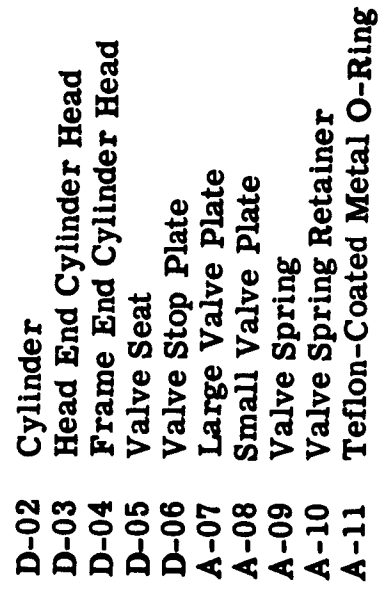 D-02 Cylinder
D-03 Head End Cylinder Head
D-04 Frame End Cylinder Head
D-05 Valve Seat
D-06 Valve Stop Plate
A-07 Large Valve Plate
A-08 Small Valve Plate
A-09 Valve Spring
A-10 Valve Spring Retainer
A-11 Teflon-Coated Metal O-Ring